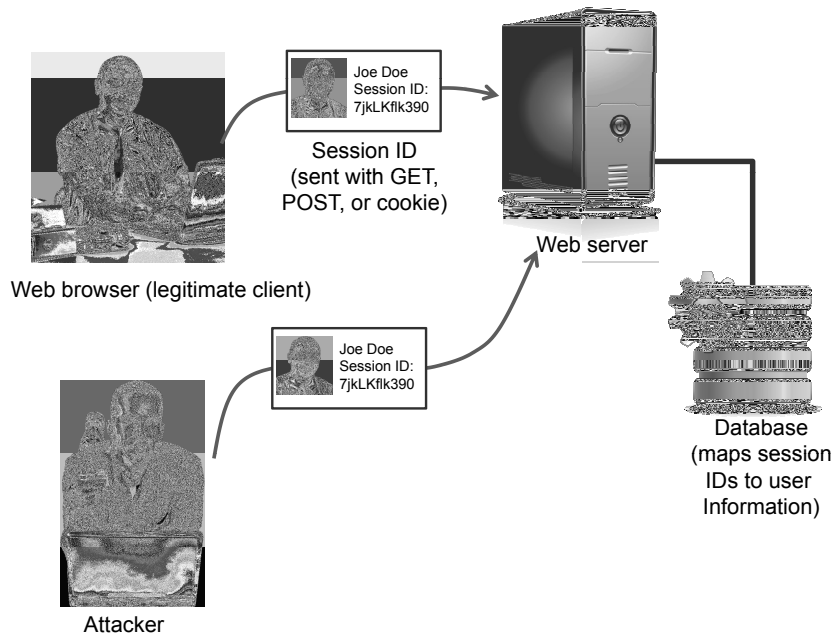 Joe Doe
Session ID:
7jkLKflk390
Session ID
(sent with GET,
POST, or cookie)
Web server
Web browser (legitimate client)
Joe Doe
Session ID:
7jkLKflk390
Database
(maps session
IDs to user
Information)
Attacker